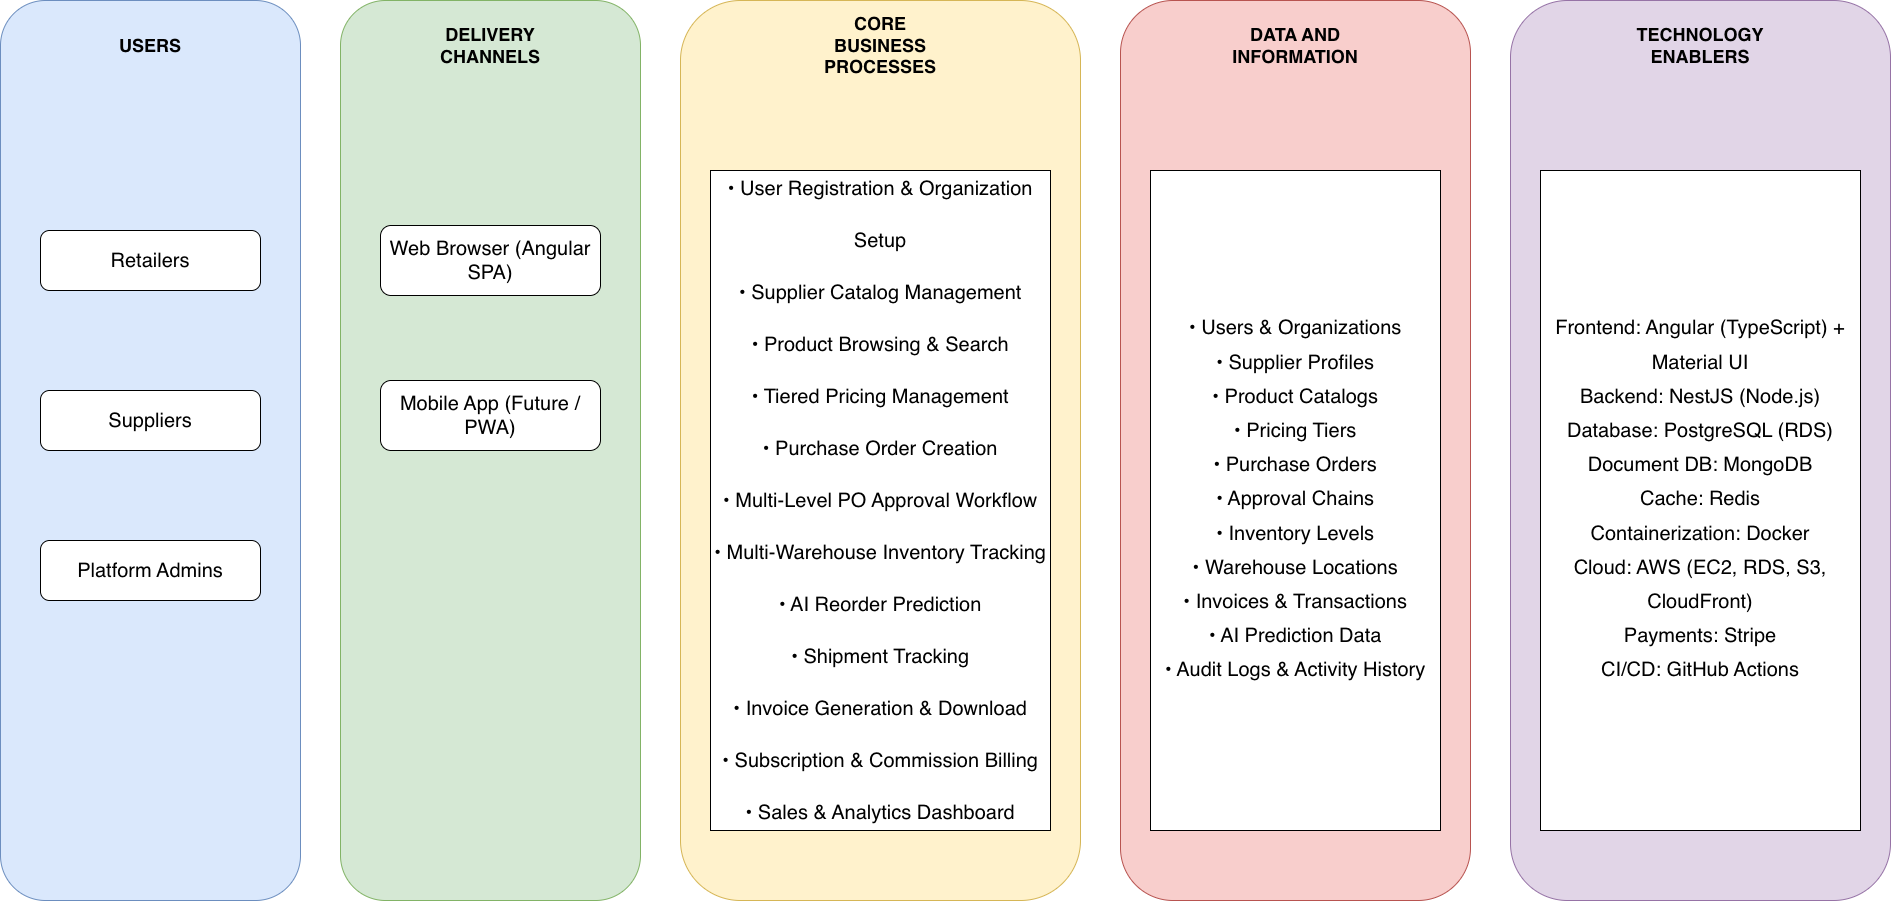 USERS
Retailers
Suppliers
Platform Admins
DELIVERY
CHANNELS
Web Browser (Angular
SPA)
Mobile App (Future /
PWA)
CORE
BUSINESS
PROCESSES
• User Registration & Organization
Setup
• Supplier Catalog Management
• Product Browsing & Search
• Tiered Pricing Management
• Purchase Order Creation
• Multi-Level PO Approval Workflow
• Multi-Warehouse Inventory Tracking
• AI Reorder Prediction
• Shipment Tracking
• Invoice Generation & Download
• Subscription & Commission Billing
• Sales & Analytics Dashboard
DATA AND
INFORMATION
• Users & Organizations
• Supplier Profiles
• Product Catalogs
• Pricing Tiers
• Purchase Orders
• Approval Chains
• Inventory Levels
• Warehouse Locations
• Invoices & Transactions
• AI Prediction Data
• Audit Logs & Activity History
TECHNOLOGY
ENABLERS
Frontend: Angular (TypeScript) +
Material UI
Backend: NestJS (Node.js)
Database: PostgreSQL (RDS)
Document DB: MongoDB
Cache: Redis
Containerization: Docker
Cloud: AWS (EC2, RDS, S3,
CloudFront)
Payments: Stripe
CI/CD: GitHub Actions